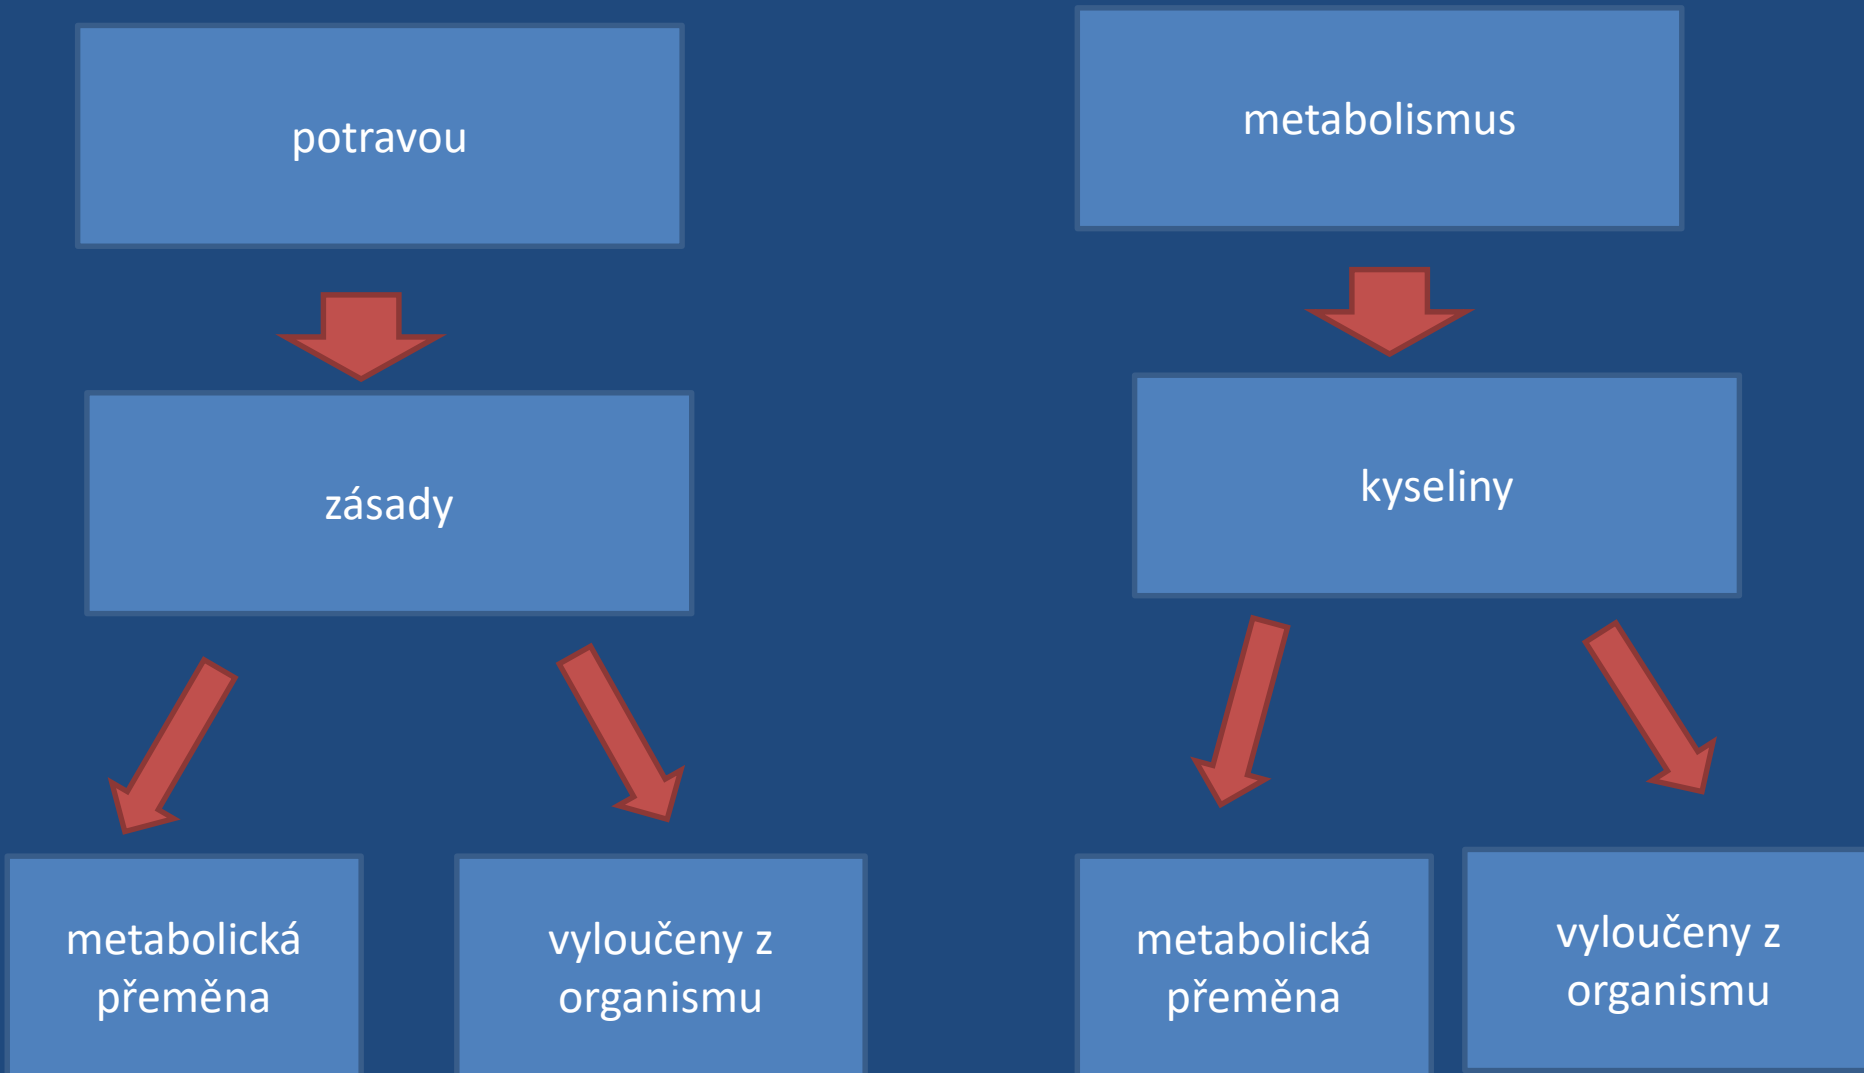 potravou
metabolismus
zásady
kyseliny
metabolická
přeměna
vyloučeny z
organismu
metabolická
přeměna
vyloučeny z
organismu